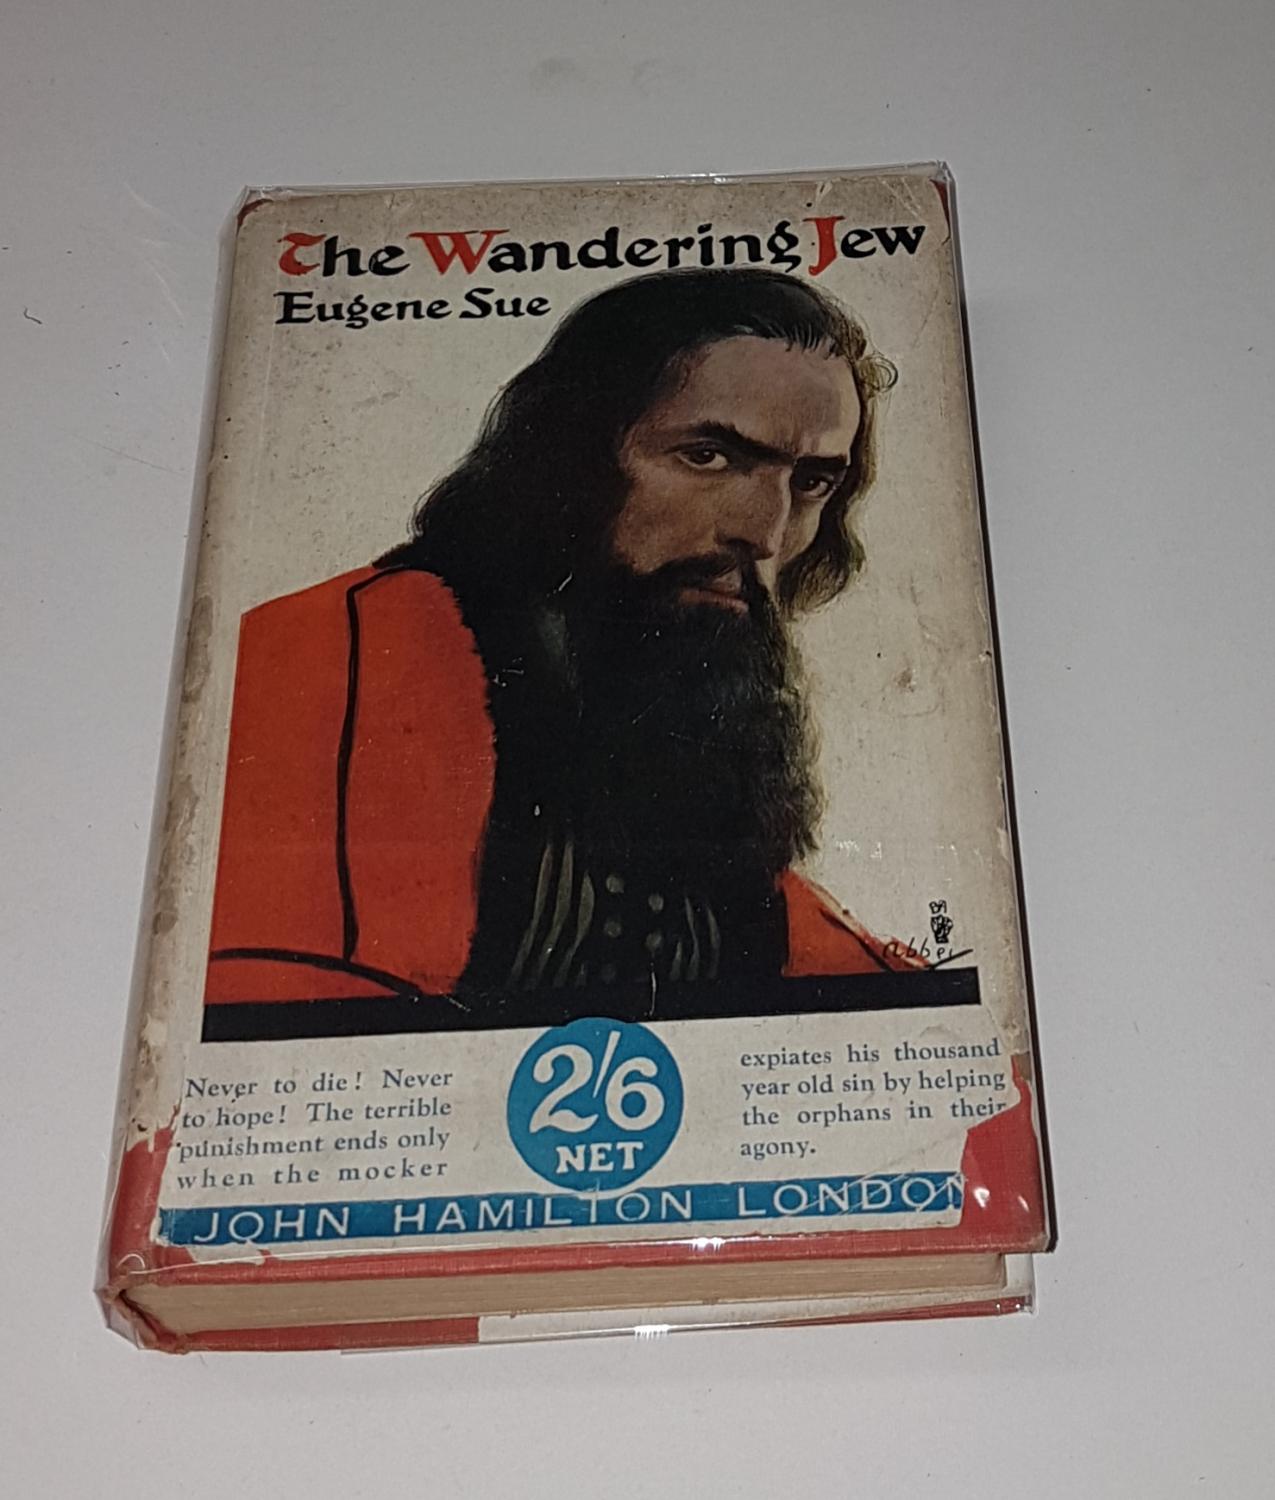 The Wandering Jew
Eugene Sue
Never to die! Never
to hope! The terrible
punishment ends only
when the mocker
2/6
NET
expiates his thousand
year old sin by helping
the orphans in their
agony.
JOHN HAMILTON LONDON